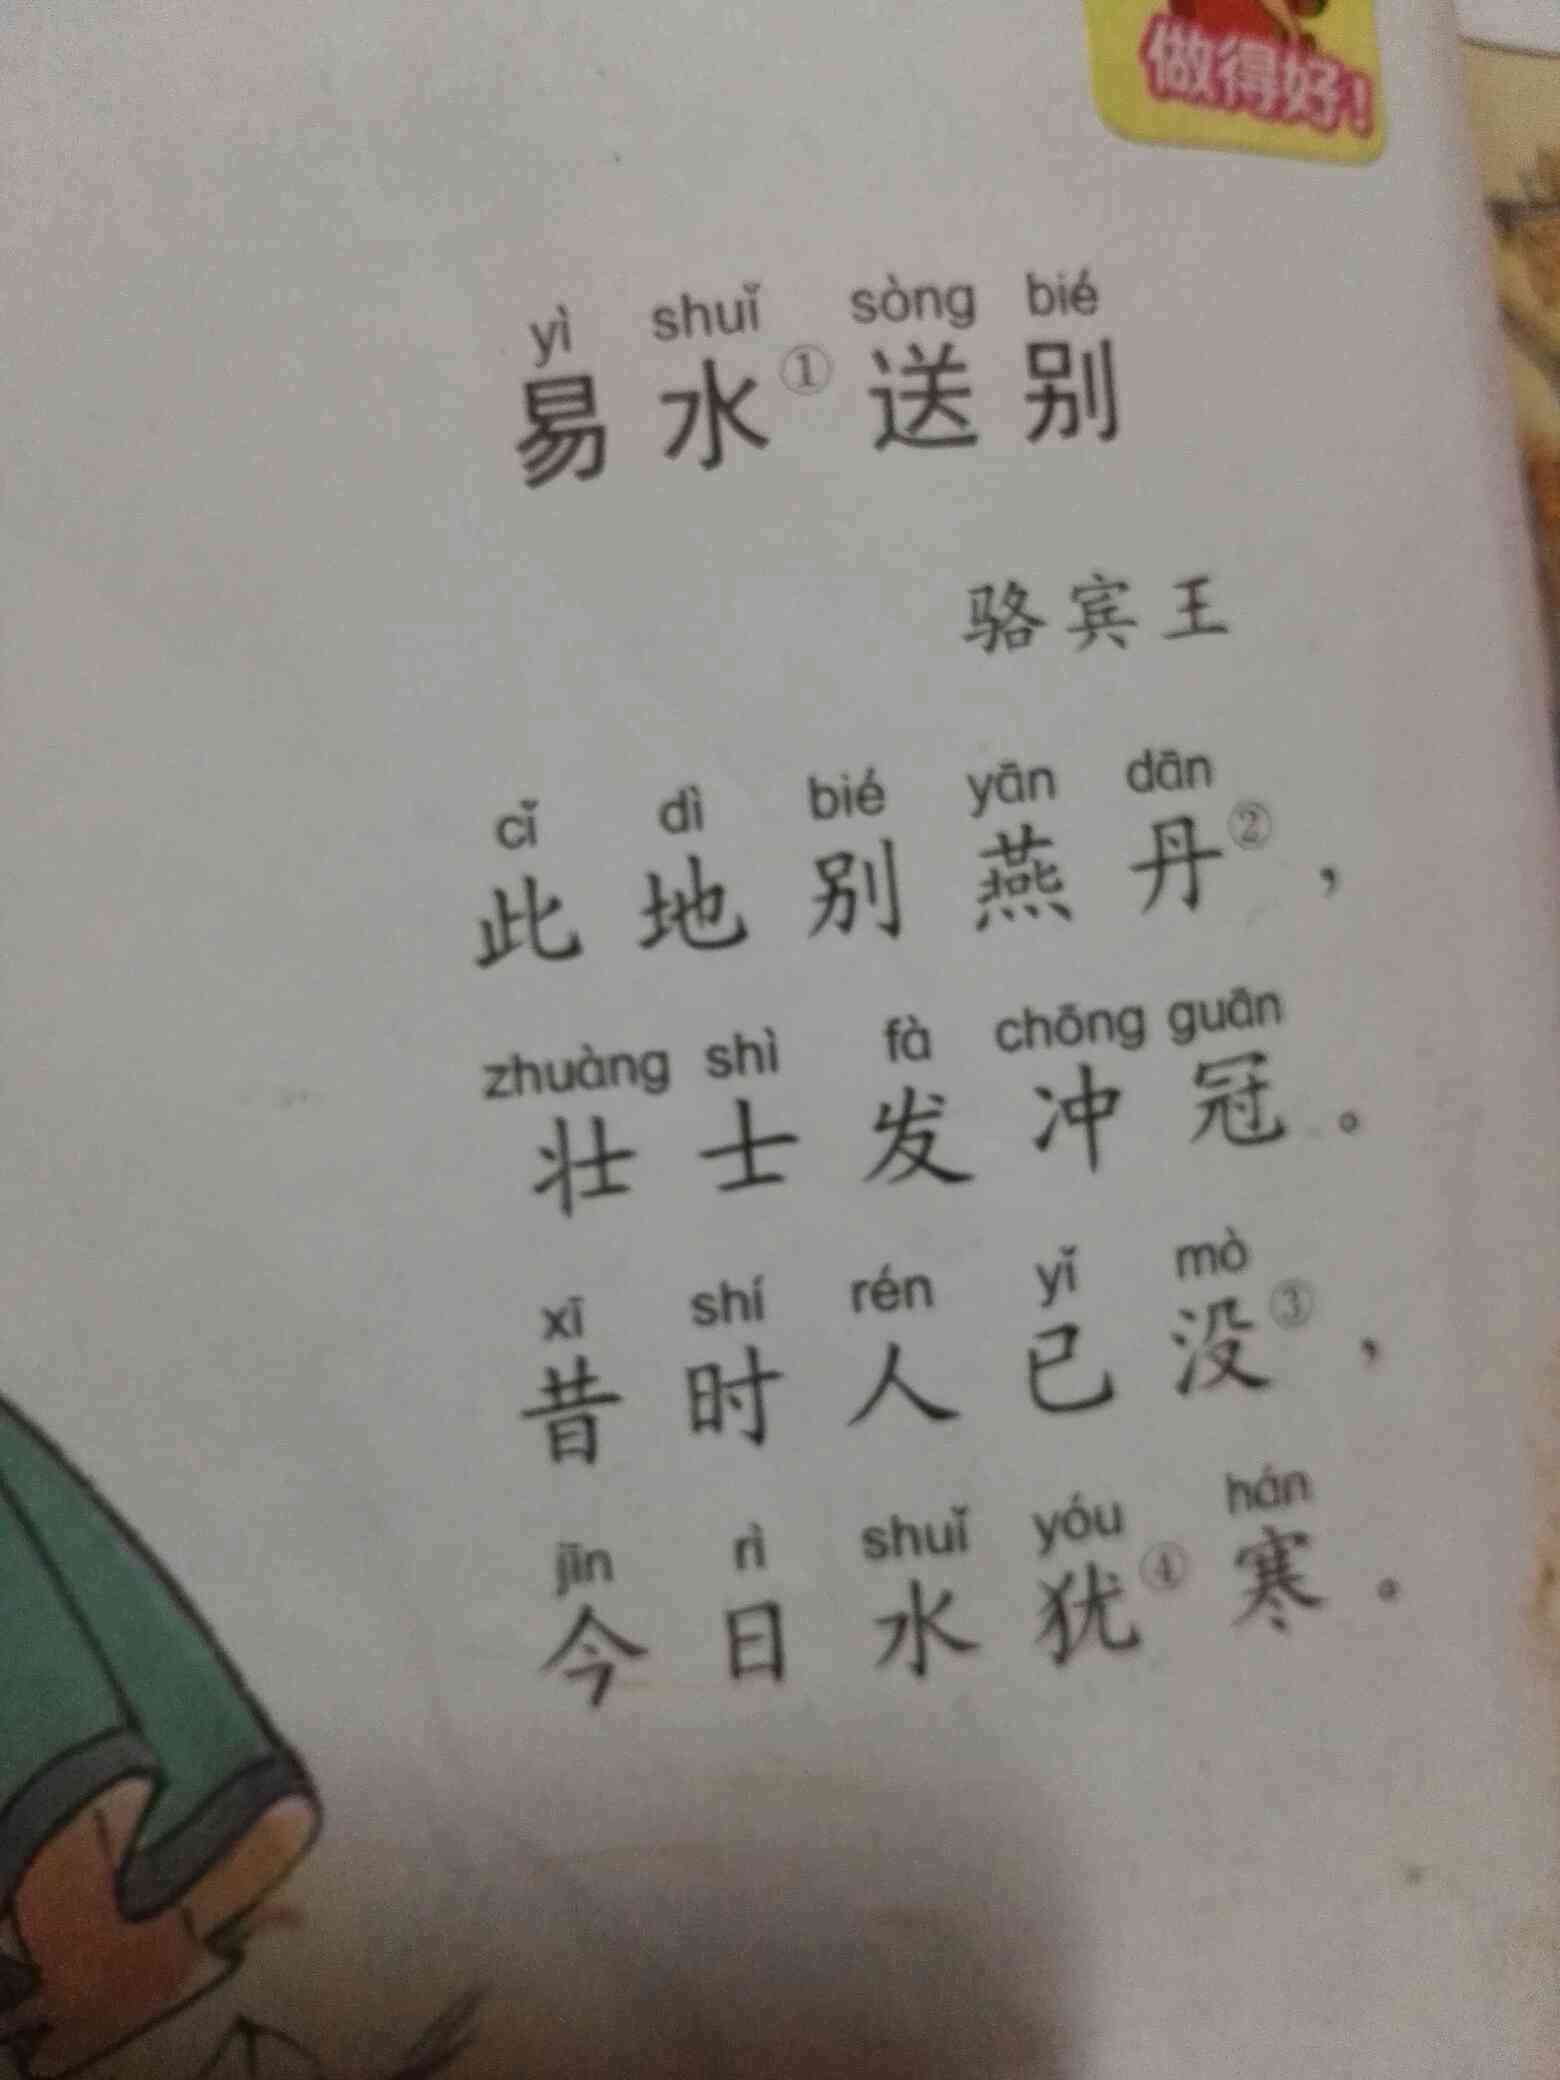 做得好！
yì shuǐ sòng bié
易水①送别
骆宾王
cǐ dì bié yān dān
此地别燕丹②，
zhuàng shì fà chōng guān
壮士发冲冠。
xī shí rén yǐ mò
昔时人已没③，
jīn rì shuǐ yóu hán
今日水犹④寒。